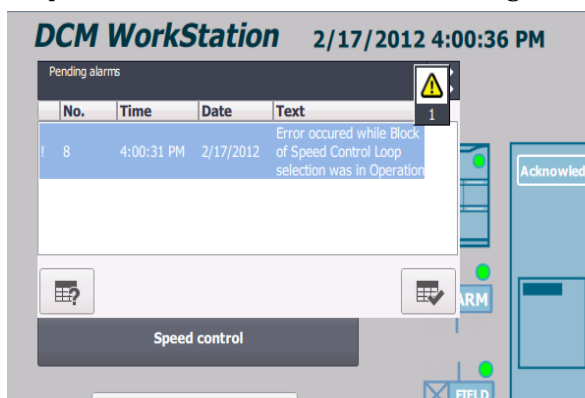 DCM WorkStation 2/17/2012 4:00:36 PM
Pending alarms
1
No. Time Date Text
! 8 4:00:31 PM 2/17/2012 Error occured while Block
of Speed Control Loop
selection was in Operation
Acknowled
?
ARM
Speed control
FIELD